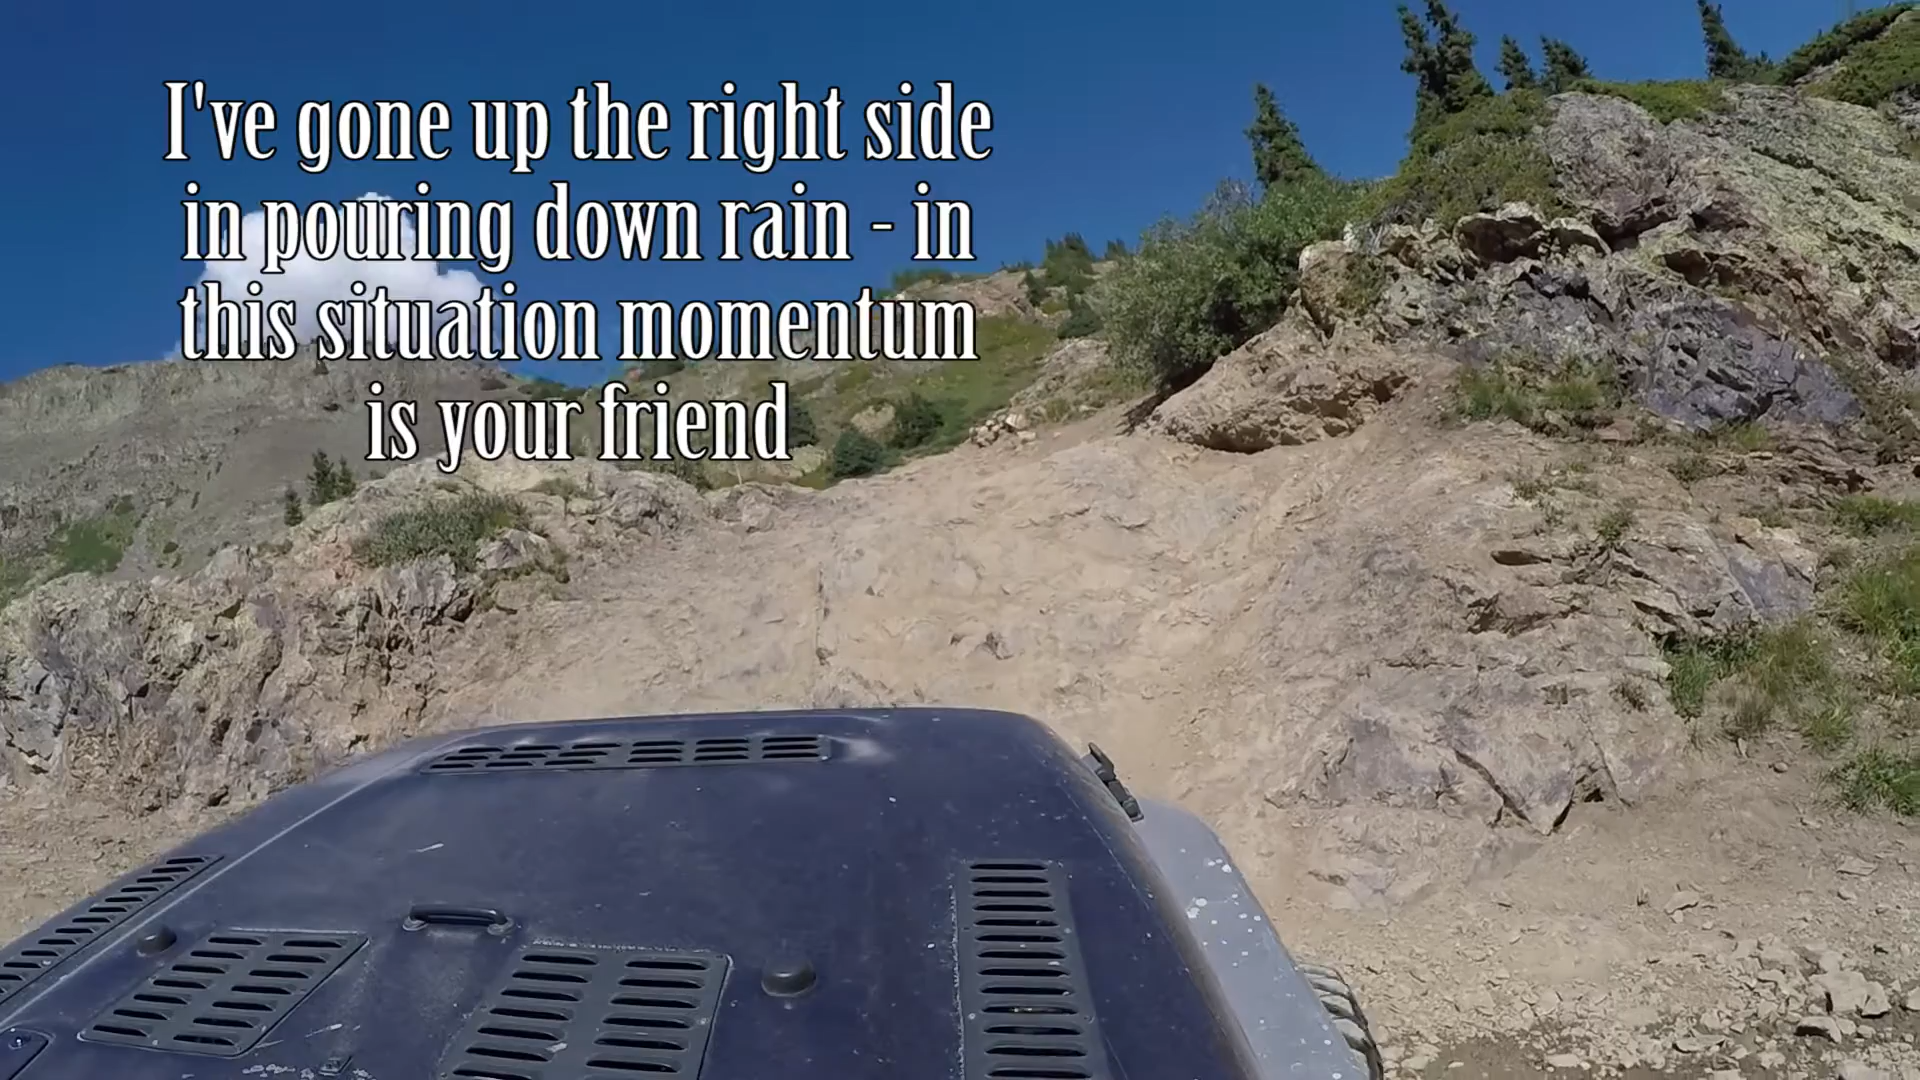 I've gone up the right side
in pouring down rain - in
this situation momentum
is your friend